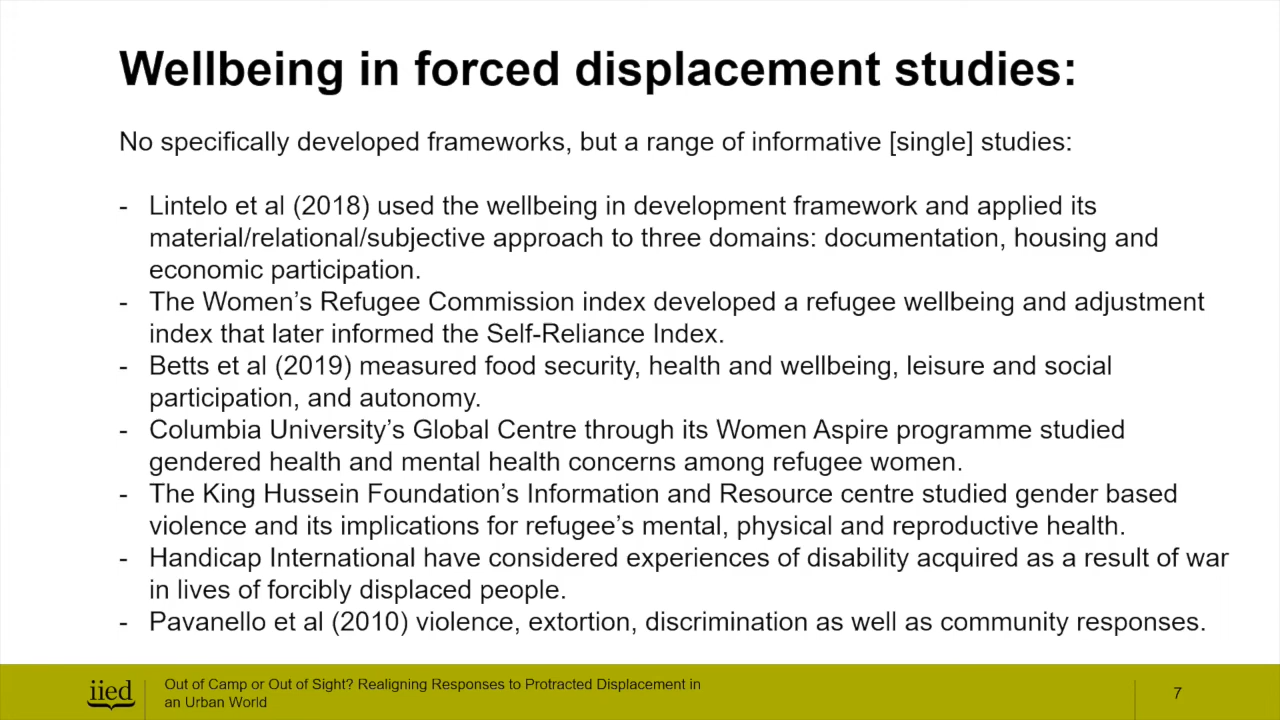 Wellbeing in forced displacement studies:
No specifically developed frameworks, but a range of informative [single] studies:
- Lintelo et al (2018) used the wellbeing in development framework and applied its
material/relational/subjective approach to three domains: documentation, housing and
economic participation.
- The Women’s Refugee Commission index developed a refugee wellbeing and adjustment
index that later informed the Self-Reliance Index.
- Betts et al (2019) measured food security, health and wellbeing, leisure and social
participation, and autonomy.
- Columbia University’s Global Centre through its Women Aspire programme studied
gendered health and mental health concerns among refugee women.
- The King Hussein Foundation’s Information and Resource centre studied gender based
violence and its implications for refugee’s mental, physical and reproductive health.
- Handicap International have considered experiences of disability acquired as a result of war
in lives of forcibly displaced people.
- Pavanello et al (2010) violence, extortion, discrimination as well as community responses.
iied
Out of Camp or Out of Sight? Realigning Responses to Protracted Displacement in
an Urban World
7